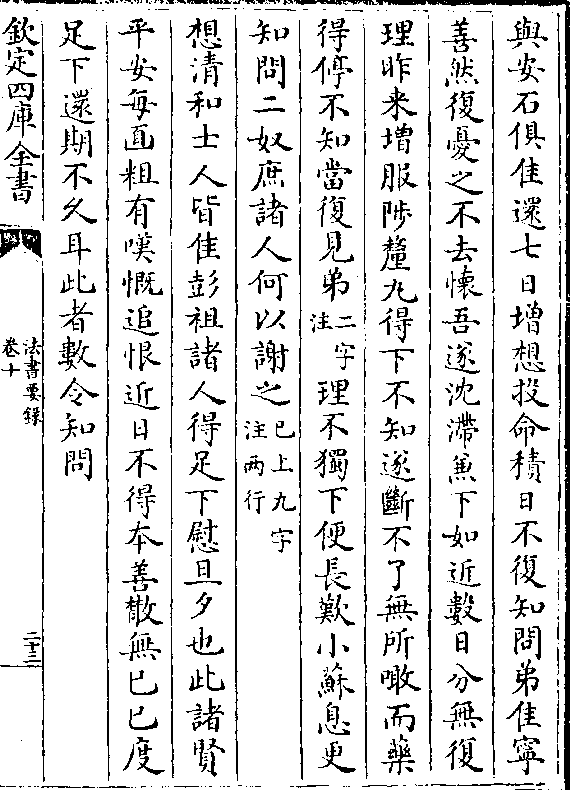 與安石俱佳還七日增想投命積日不復知問弟佳寧
善然復憂之不去懷吾遂沈滯兼下如近數日分無復
理昨来增服陟釐丸得下不知遂斷不了無所噉而藥
得停不知當復見弟二字注理不獨下便長歎小蘇息更
知問二奴庶諸人何以謝之已上九字注兩行
想清和士人皆佳彭祖諸人得足下慰旦夕也此諸賢
平安每面粗有嘆慨追恨近日不得本善散無已已度
足下還期不久耳此者數令知問
欽定四庫全書
法書要錄
卷十
二十三